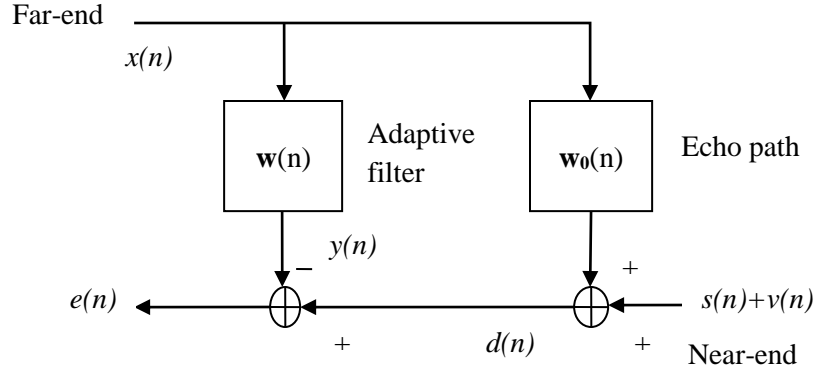 Far-end
x(n)
w(n)
Adaptive
filter
w₀(n)
Echo path
y(n)
−
+
e(n)
s(n)+v(n)
+
d(n)
+
Near-end